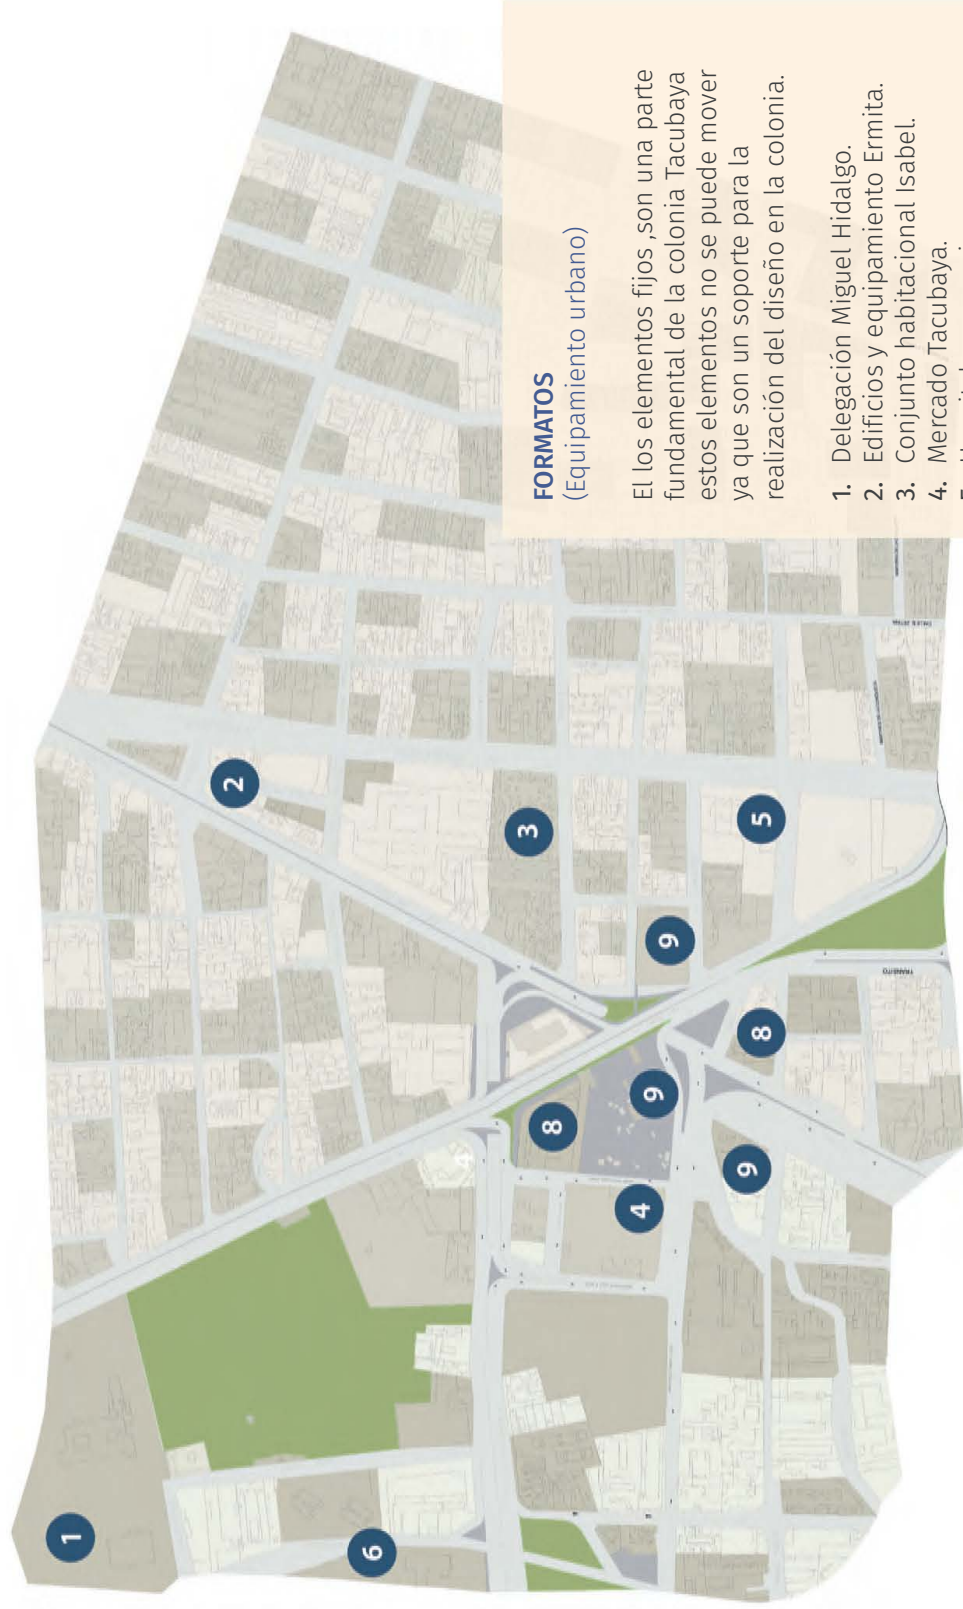 FORMATOS
(Equipamiento urbano)
El los elementos fijos ,son una parte
fundamental de la colonia Tacubaya
estos elementos no se puede mover
ya que son un soporte para la
realización del diseño en la colonia.
1. Delegación Miguel Hidalgo.
2. Edificios y equipamiento Ermita.
3. Conjunto habitacional Isabel.
4. Mercado Tacubaya.
1
2
3
4
5
6
8
8
9
9
9
TRANSITO